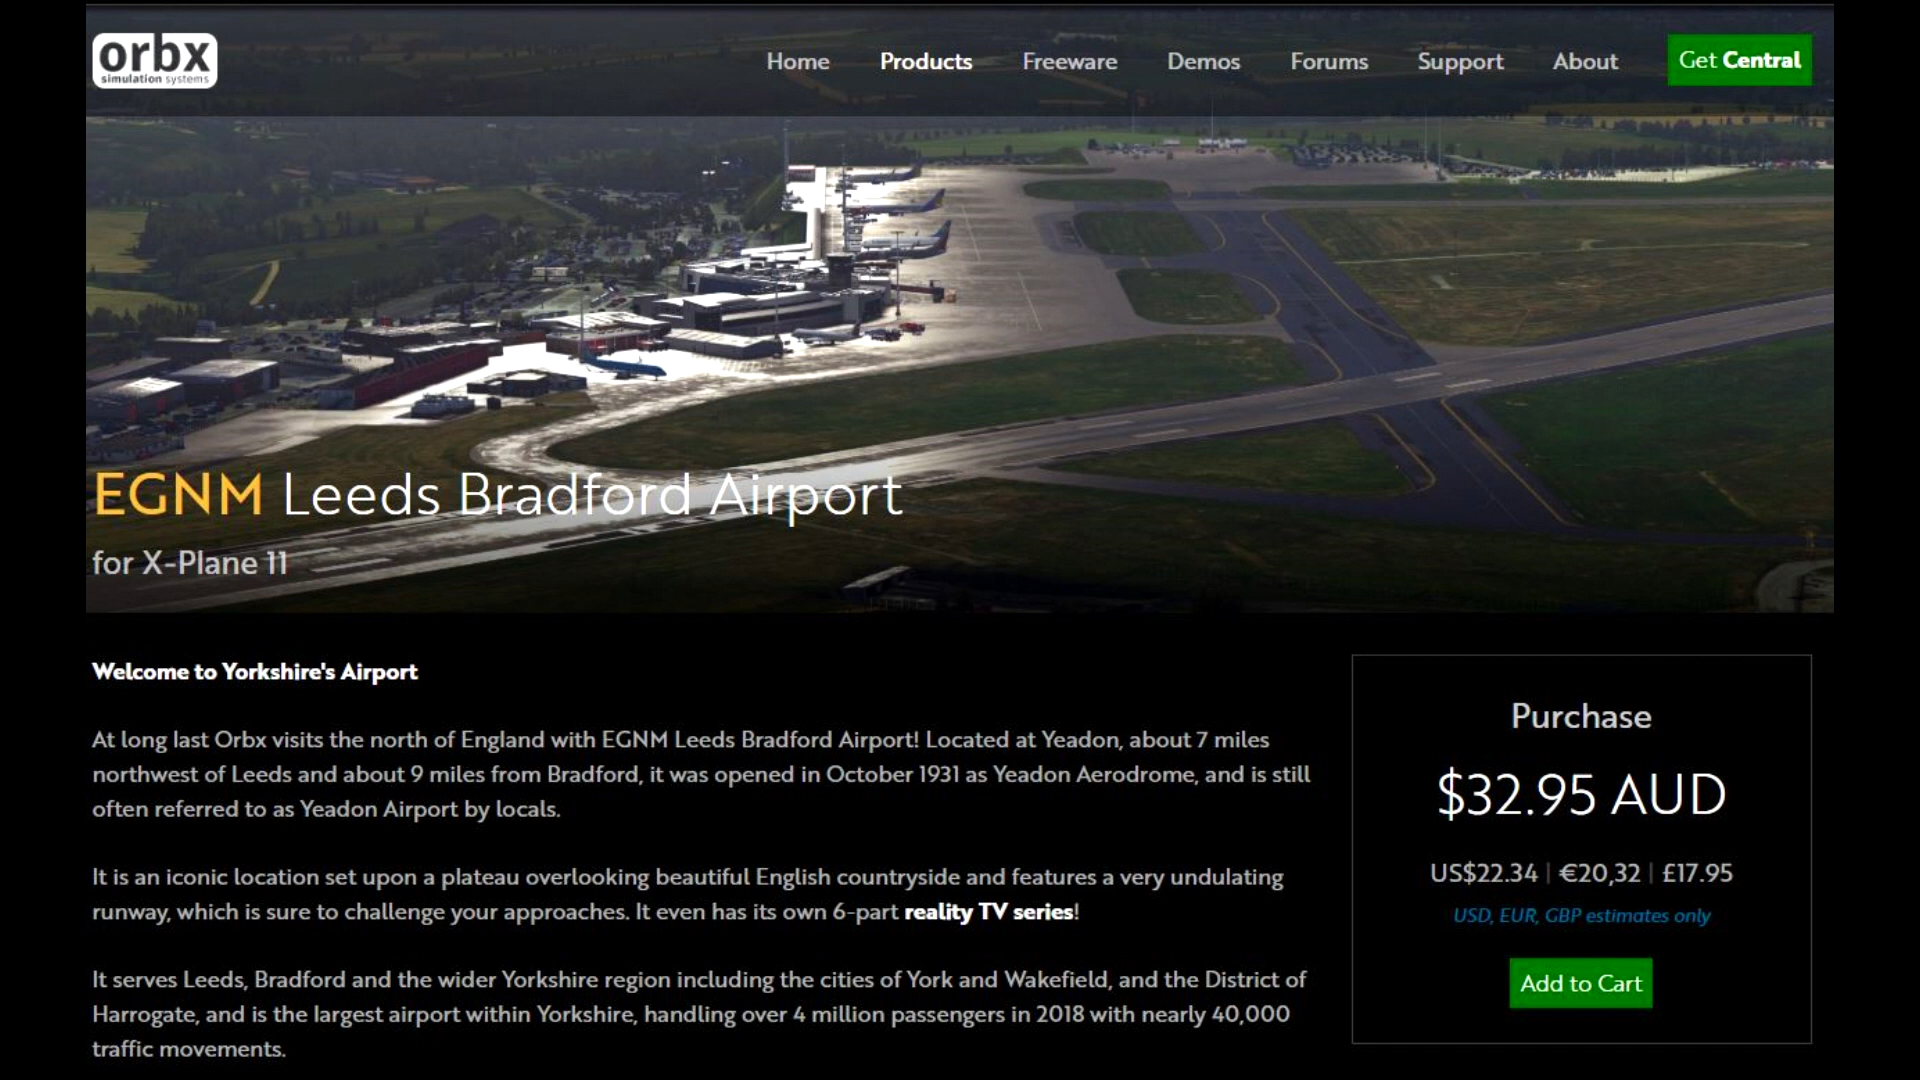 orbx
simulation systems
Home Products Freeware Demos Forums Support About Get Central
EGNM Leeds Bradford Airport
for X-Plane 11
Welcome to Yorkshire's Airport
At long last Orbx visits the north of England with EGNM Leeds Bradford Airport! Located at Yeadon, about 7 miles
northwest of Leeds and about 9 miles from Bradford, it was opened in October 1931 as Yeadon Aerodrome, and is still
often referred to as Yeadon Airport by locals.
It is an iconic location set upon a plateau overlooking beautiful English countryside and features a very undulating
runway, which is sure to challenge your approaches. It even has its own 6-part reality TV series!
It serves Leeds, Bradford and the wider Yorkshire region including the cities of York and Wakefield, and the District of
Harrogate, and is the largest airport within Yorkshire, handling over 4 million passengers in 2018 with nearly 40,000
traffic movements.
Purchase
$32.95 AUD
US$22.34 | €20,32 | £17.95
USD, EUR, GBP estimates only
Add to Cart